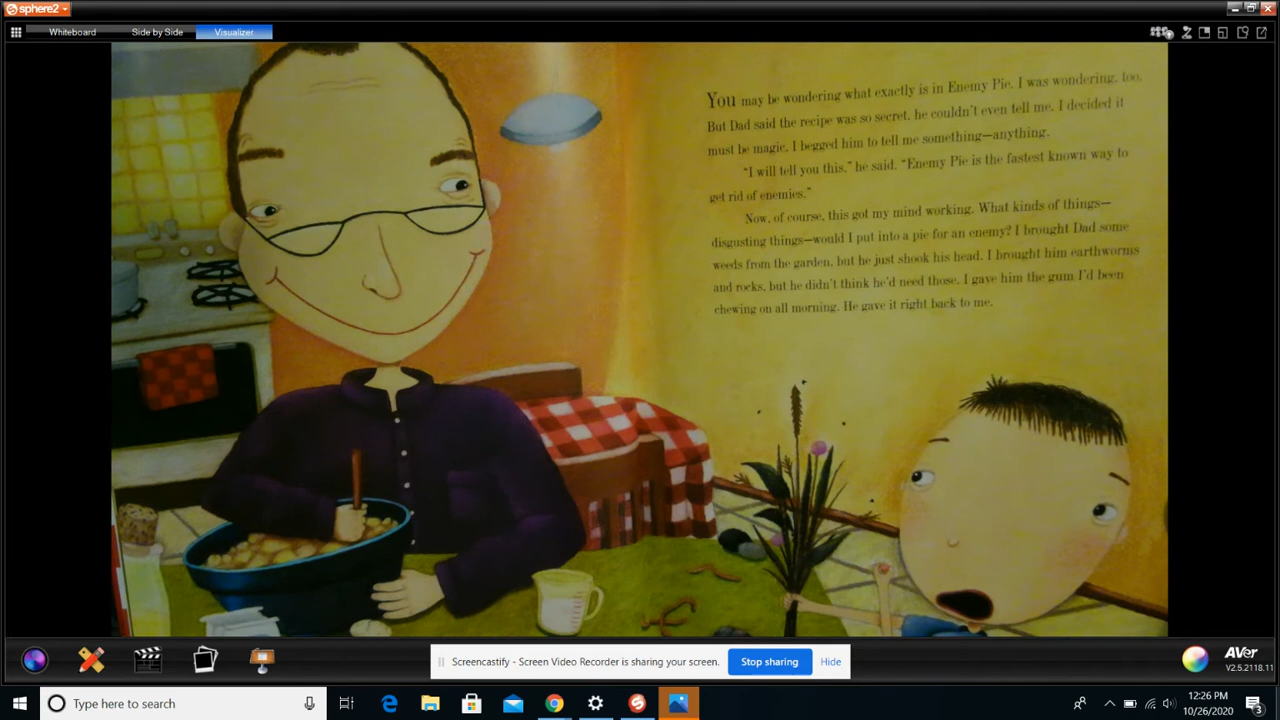 sphere2
Whiteboard
Side by Side
Visualizer
You may be wondering what exactly is in Enemy Pie. I was wondering, too.
But Dad said the recipe was so secret, he couldn't even tell me. I decided it
must be magic. I begged him to tell me something—anything.
"I will tell you this," he said. "Enemy Pie is the fastest known way to
get rid of enemies."
Now, of course, this got my mind working. What kinds of things—
disgusting things—would I put into a pie for an enemy? I brought Dad some
weeds from the garden, but he just shook his head. I brought him earthworms
and rocks, but he didn't think he'd need those. I gave him the gum I'd been
chewing on all morning. He gave it right back to me.
Screencastify - Screen Video Recorder is sharing your screen.
Stop sharing
Hide
AVer
V2.5.2118.11
Type here to search
12:26 PM
10/26/2020
3